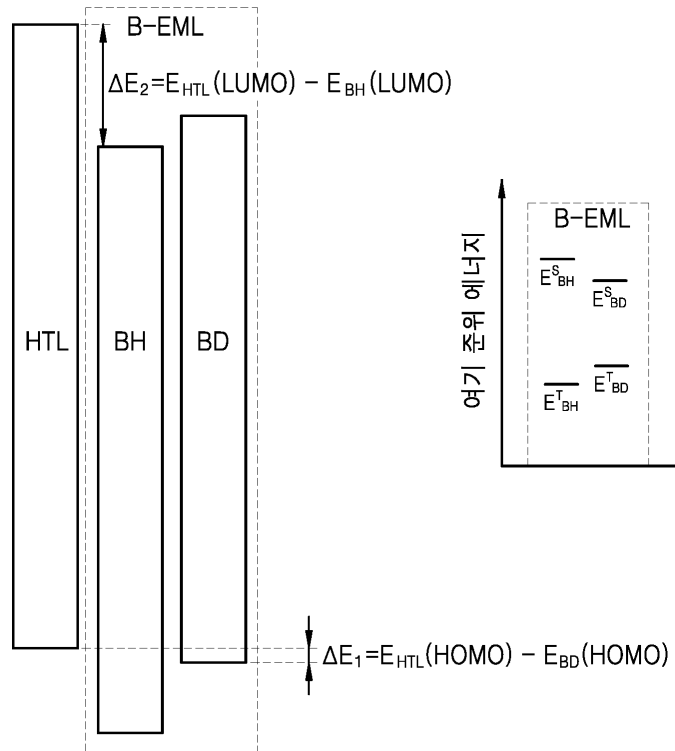 B-EML
ΔE₂=E_HTL(LUMO) − E_BH(LUMO)
HTL
BH
BD
ΔE₁=E_HTL(HOMO) − E_BD(HOMO)
여기 준위 에너지
B-EML
E^S_BH
E^S_BD
E^T_BH
E^T_BD